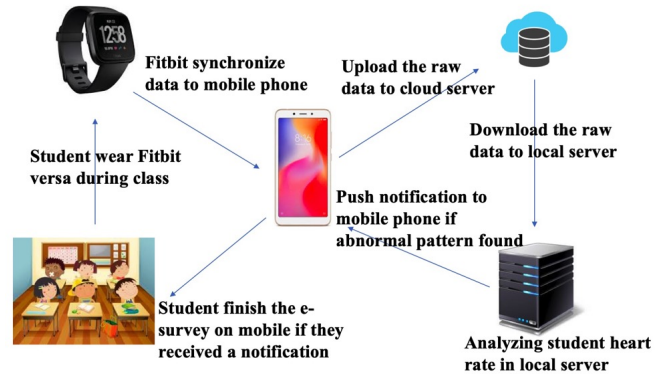 12:58
Fitbit synchronize
data to mobile phone
Upload the raw
data to cloud server
Download the raw
data to local server
Student wear Fitbit
versa during class
Push notification to
mobile phone if
abnormal pattern found
Student finish the e-
survey on mobile if they
received a notification
Analyzing student heart
rate in local server